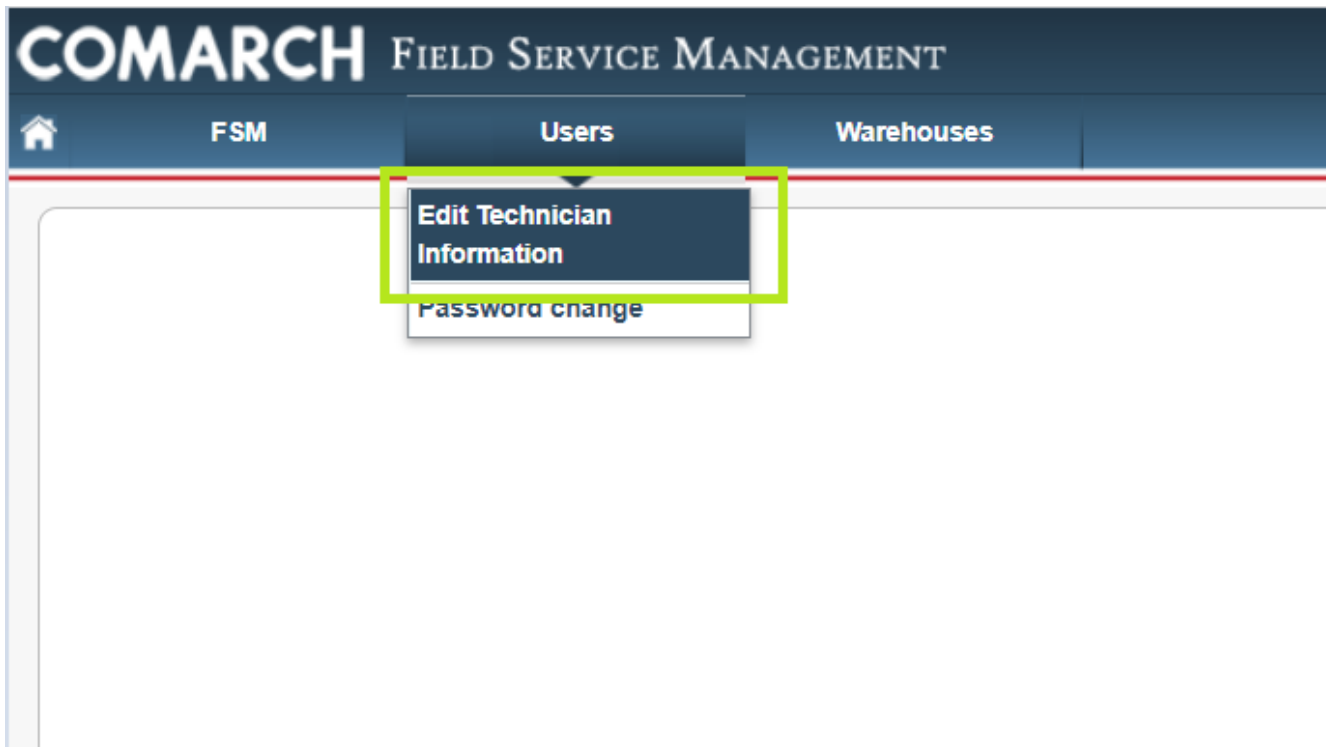 COMARCH FIELD SERVICE MANAGEMENT
FSM Users Warehouses
Edit Technician
Information
Password change